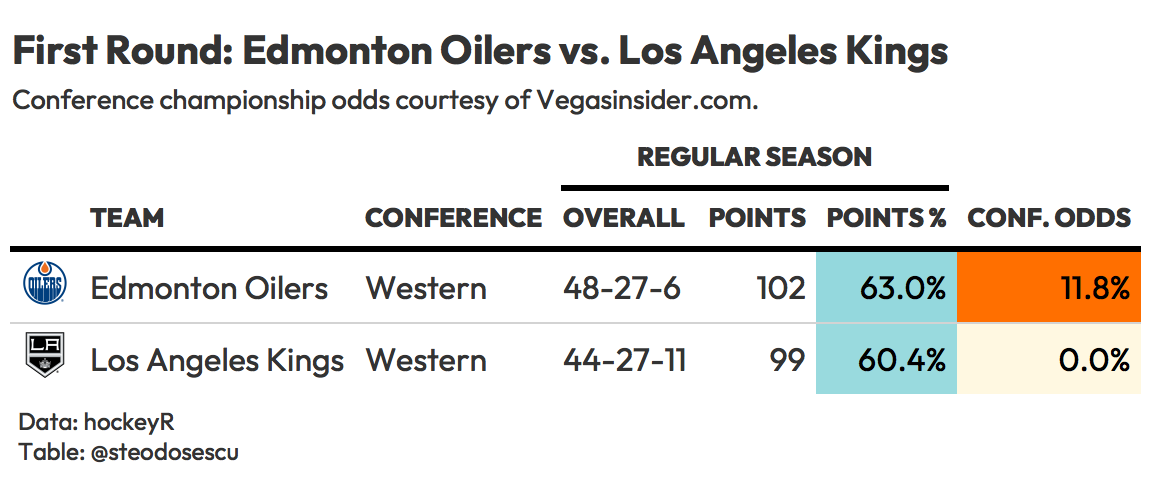 First Round: Edmonton Oilers vs. Los Angeles Kings
Conference championship odds courtesy of Vegasinsider.com.
REGULAR SEASON
TEAM CONFERENCE OVERALL POINTS POINTS % CONF. ODDS
OILERS Edmonton Oilers Western 48-27-6 102 63.0% 11.8%
LA Los Angeles Kings Western 44-27-11 99 60.4% 0.0%
Data: hockeyR
Table: @steodosescu